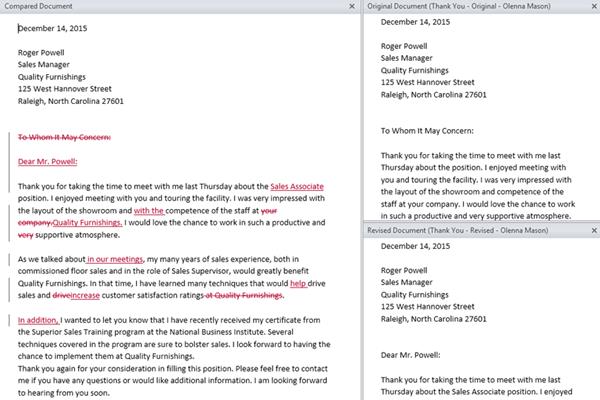 Compared Document
December 14, 2015
Roger Powell
Sales Manager
Quality Furnishings
125 West Hannover Street
Raleigh, North Carolina 27601
To Whom It May Concern:
Dear Mr. Powell:
Thank you for taking the time to meet with me last Thursday about the Sales Associate
position. I enjoyed meeting with you and touring the facility. I was very impressed with
the layout of the showroom and with the competence of the staff at your
company.Quality Furnishings. I would love the chance to work in such a productive and
very supportive atmosphere.
As we talked about in our meetings, my many years of sales experience, both in
commissioned floor sales and in the role of Sales Supervisor, would greatly benefit
Quality Furnishings. In that time, I have learned many techniques that would help drive
sales and driveincrease customer satisfaction ratings at Quality Furnishings.
In addition, I wanted to let you know that I have recently received my certificate from
the Superior Sales Training program at the National Business Institute. Several
techniques covered in the program are sure to bolster sales. I look forward to having the
chance to implement them at Quality Furnishings.
Thank you again for your consideration in filling this position. Please feel free to contact
me if you have any questions or would like additional information. I am looking forward
to hearing from you soon.
Original Document (Thank You - Original - Olenna Mason)
December 14, 2015
Roger Powell
Sales Manager
Quality Furnishings
125 West Hannover Street
Raleigh, North Carolina 27601
To Whom It May Concern:
Thank you for taking the time to meet with me last
Thursday about the position. I enjoyed meeting with
you and touring the facility. I was very impressed with
the layout of the showroom and competence of the
staff at your company. I would love the chance to work
in such a productive and very supportive atmosphere.
Revised Document (Thank You - Revised - Olenna Mason)
December 14, 2015
Roger Powell
Sales Manager
Quality Furnishings
125 West Hannover Street
Raleigh, North Carolina 27601
Dear Mr. Powell:
Thank you for taking the time to meet with me last
Thursday about the Sales Associate position. I enjoyed